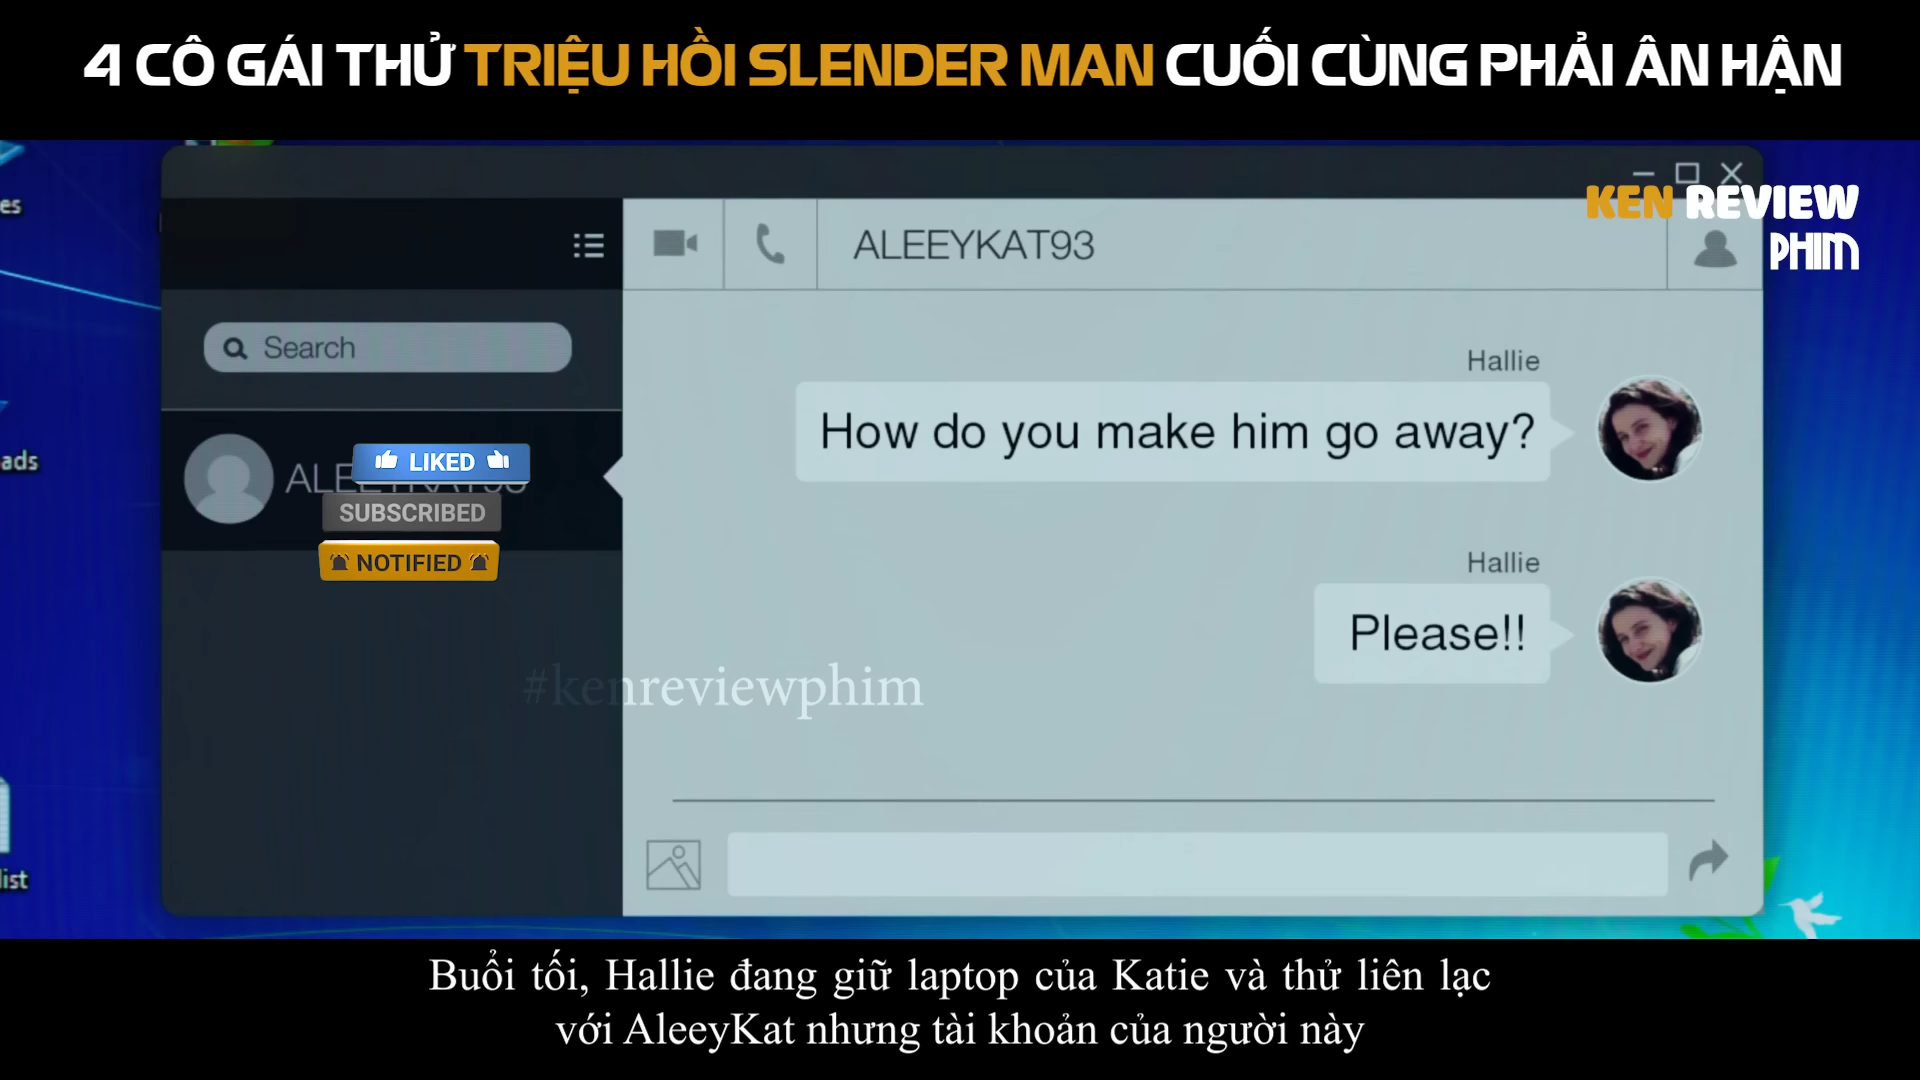 4 CÔ GÁI THỬ TRIỆU HỒI SLENDER MAN CUỐI CÙNG PHẢI ÂN HẬN
KEN REVIEW
PHIM
es
ALEEYKAT93
Search
Hallie
How do you make him go away?
ads
ALEEYKAT93
LIKED
SUBSCRIBED
NOTIFIED
Hallie
Please!!
#kenreviewphim
list
Buổi tối, Hallie đang giữ laptop của Katie và thử liên lạc
với AleeyKat nhưng tài khoản của người này